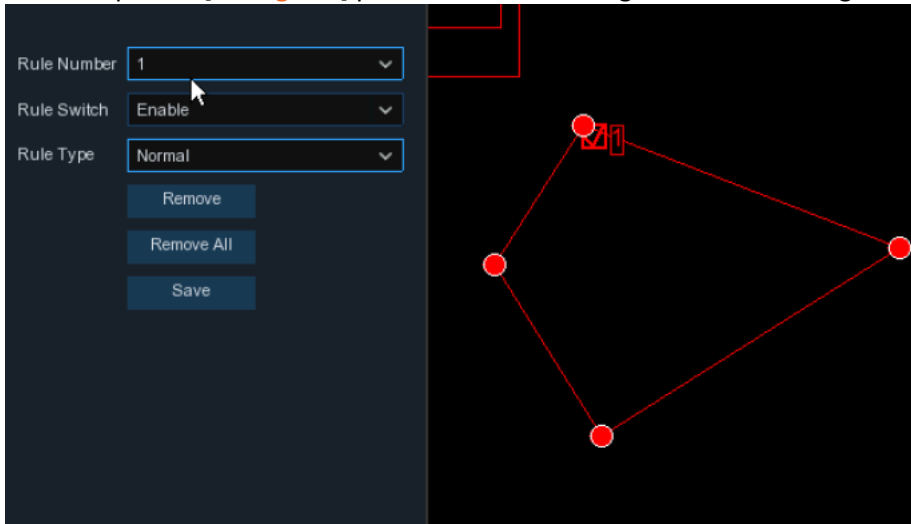 Rule Number 1
Rule Switch Enable
Rule Type Normal
Remove
Remove All
Save
1